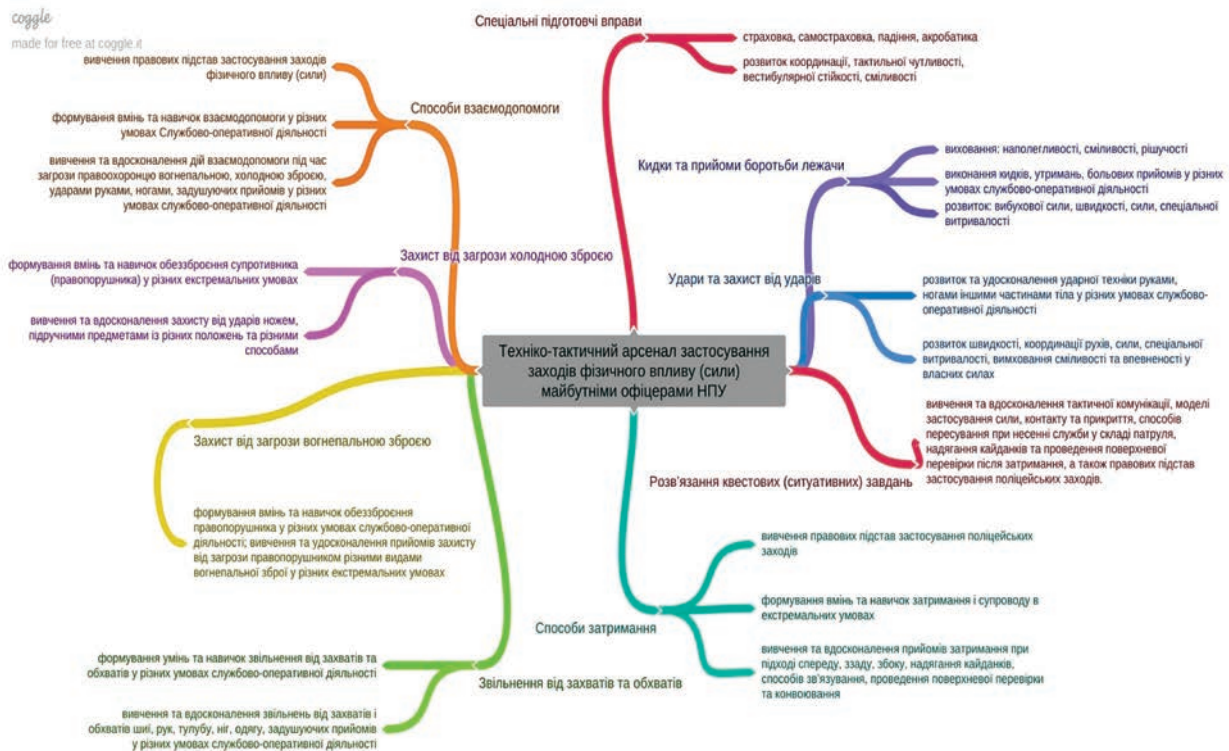 coggle
made for free at coggle.it
Спеціальні підготовчі вправи
страховка, самостраховка, падіння, акробатика
розвиток координації, тактильної чутливості,
вестибулярної стійкості, сміливості
вивчення правових підстав застосування заходів
фізичного впливу (сили)
Способи взаємодопомоги
формування вмінь та навичок взаємодопомоги у різних
умовах Службово-оперативної діяльності
вивчення та вдосконалення дій взаємодопомоги під час
загрози правоохоронцю вогнепальною, холодною зброєю,
ударами руками, ногами, задушуючих прийомів у різних
умовах службово-оперативної діяльності
Кидки та прийоми боротьби лежачи
виховання: наполегливості, сміливості, рішучості
виконання кидків, утримань, больових прийомів у різних
умовах службово-оперативної діяльності
розвиток: вибухової сили, швидкості, сили, спеціальної
витривалості
Захист від загрози холодною зброєю
формування вмінь та навичок обеззброєння супротивника
(правопорушника) у різних екстремальних умовах
вивчення та вдосконалення захисту від ударів ножем,
підручними предметами із різних положень та різними
способами
Удари та захист від ударів
розвиток та удосконалення ударної техніки руками,
ногами іншими частинами тіла у різних умовах службово-
оперативної діяльності
розвиток швидкості, координації рухів, сили, спеціальної
витривалості, вимховання сміливості та впевненості у
власних силах
Техніко-тактичний арсенал застосування
заходів фізичного впливу (сили)
майбутніми офіцерами НПУ
Захист від загрози вогнепальною зброєю
формування вмінь та навичок обеззброєння
правопорушника у різних умовах службово-оперативної
діяльності; вивчення та удосконалення прийомів захисту
від загрози правопорушником різними видами
вогнепальної зброї у різних екстремальних умовах
вивчення та вдосконалення тактичної комунікації, моделі
застосування сили, контакту та прикриття, способів
пересування при несенні служби у складі патруля,
надягання кайданків та проведення поверхневої
перевірки після затримання, а також правових підстав
застосування поліцейських заходів.
Розв'язання квестових (ситуативних) завдань
вивчення правових підстав застосування поліцейських
заходів
формування вмінь та навичок затримання і супроводу в
екстремальних умовах
Способи затримання
вивчення та вдосконалення прийомів затримання при
підході спереду, ззаду, збоку, надягання кайданків,
способів зв'язування, проведення поверхневої перевірки
та конвоювання
формування умінь та навичок звільнення від захватів та
обхватів у різних умовах службово-оперативної діяльності
Звільнення від захватів та обхватів
вивчення та вдосконалення звільнень від захватів і
обхватів шиї, рук, тулубу, ніг, одягу, задушуючих прийомів
у різних умовах службово-оперативної діяльності